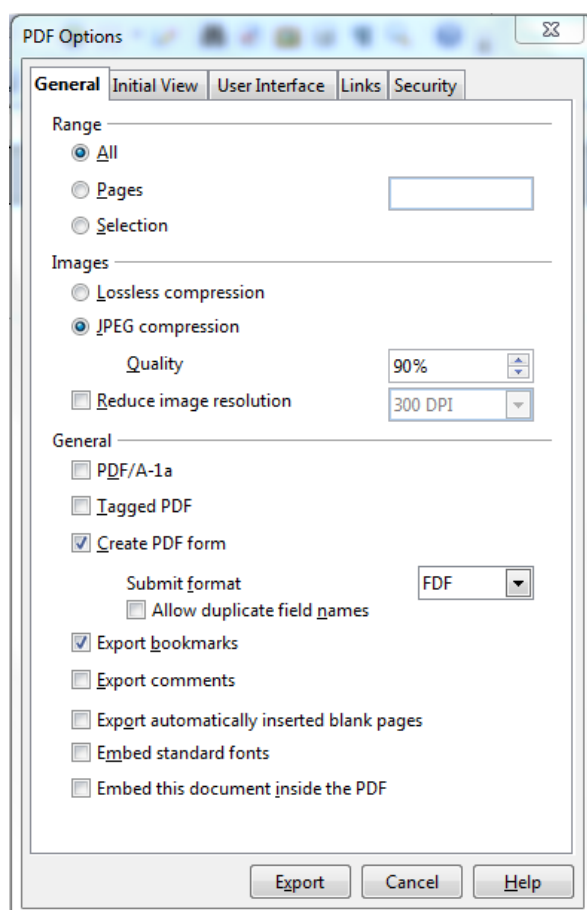 PDF Options
General Initial View User Interface Links Security
Range
All
Pages
Selection
Images
Lossless compression
JPEG compression
Quality 90%
Reduce image resolution 300 DPI
General
PDF/A-1a
Tagged PDF
Create PDF form
Submit format FDF
Allow duplicate field names
Export bookmarks
Export comments
Export automatically inserted blank pages
Embed standard fonts
Embed this document inside the PDF
Export Cancel Help